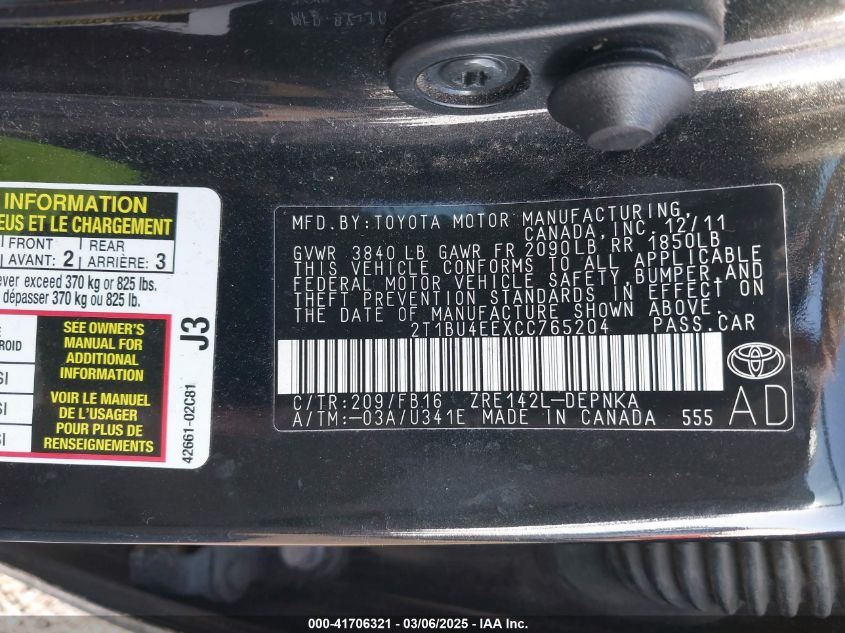 INFORMATION
EUS ET LE CHARGEMENT
FRONT
AVANT: 2
REAR
ARRIÈRE: 3
ver exceed 370 kg or 825 lbs.
dépasser 370 kg ou 825 lb.
SEE OWNER'S
MANUAL FOR
ADDITIONAL
INFORMATION
VOIR LE MANUEL
DE L'USAGER
POUR PLUS DE
RENSEIGNEMENTS
J3
42661-02C81
MFD.BY:TOYOTA MOTOR MANUFACTURING,
CANADA,INC. 12/11
GVWR 3840 LB GAWR FR 2090LB RR 1850LB
THIS VEHICLE CONFORMS TO ALL APPLICABLE
FEDERAL MOTOR VEHICLE SAFETY, BUMPER,AND
THEFT PREVENTION STANDARDS IN EFFECT ON
THE DATE OF MANUFACTURE SHOWN ABOVE.
2T1BU4EEXCC765204 PASS.CAR
C/TR:209/FB16 ZRE142L-DEPNKA
A/TM:-03A/U341E MADE IN CANADA 555
AD
000-41706321 - 03/06/2025 - IAA Inc.